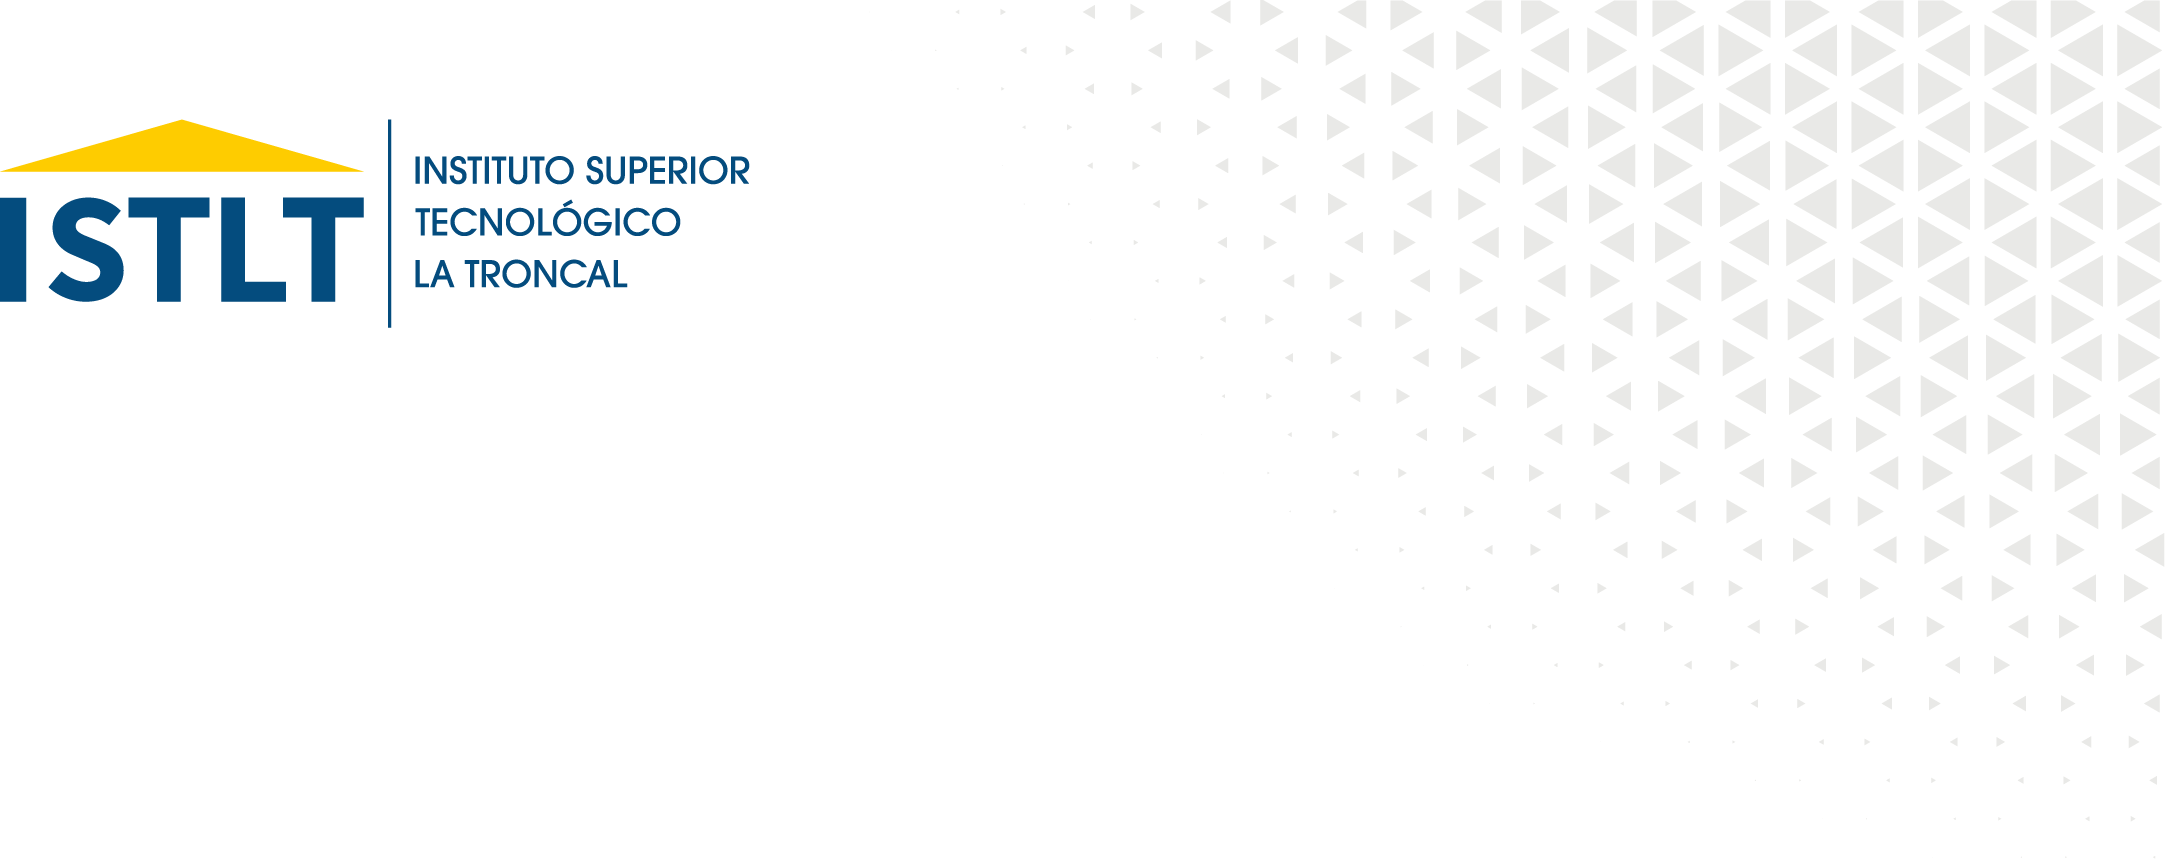 ISTLT
INSTITUTO SUPERIOR
TECNOLÓGICO
LA TRONCAL